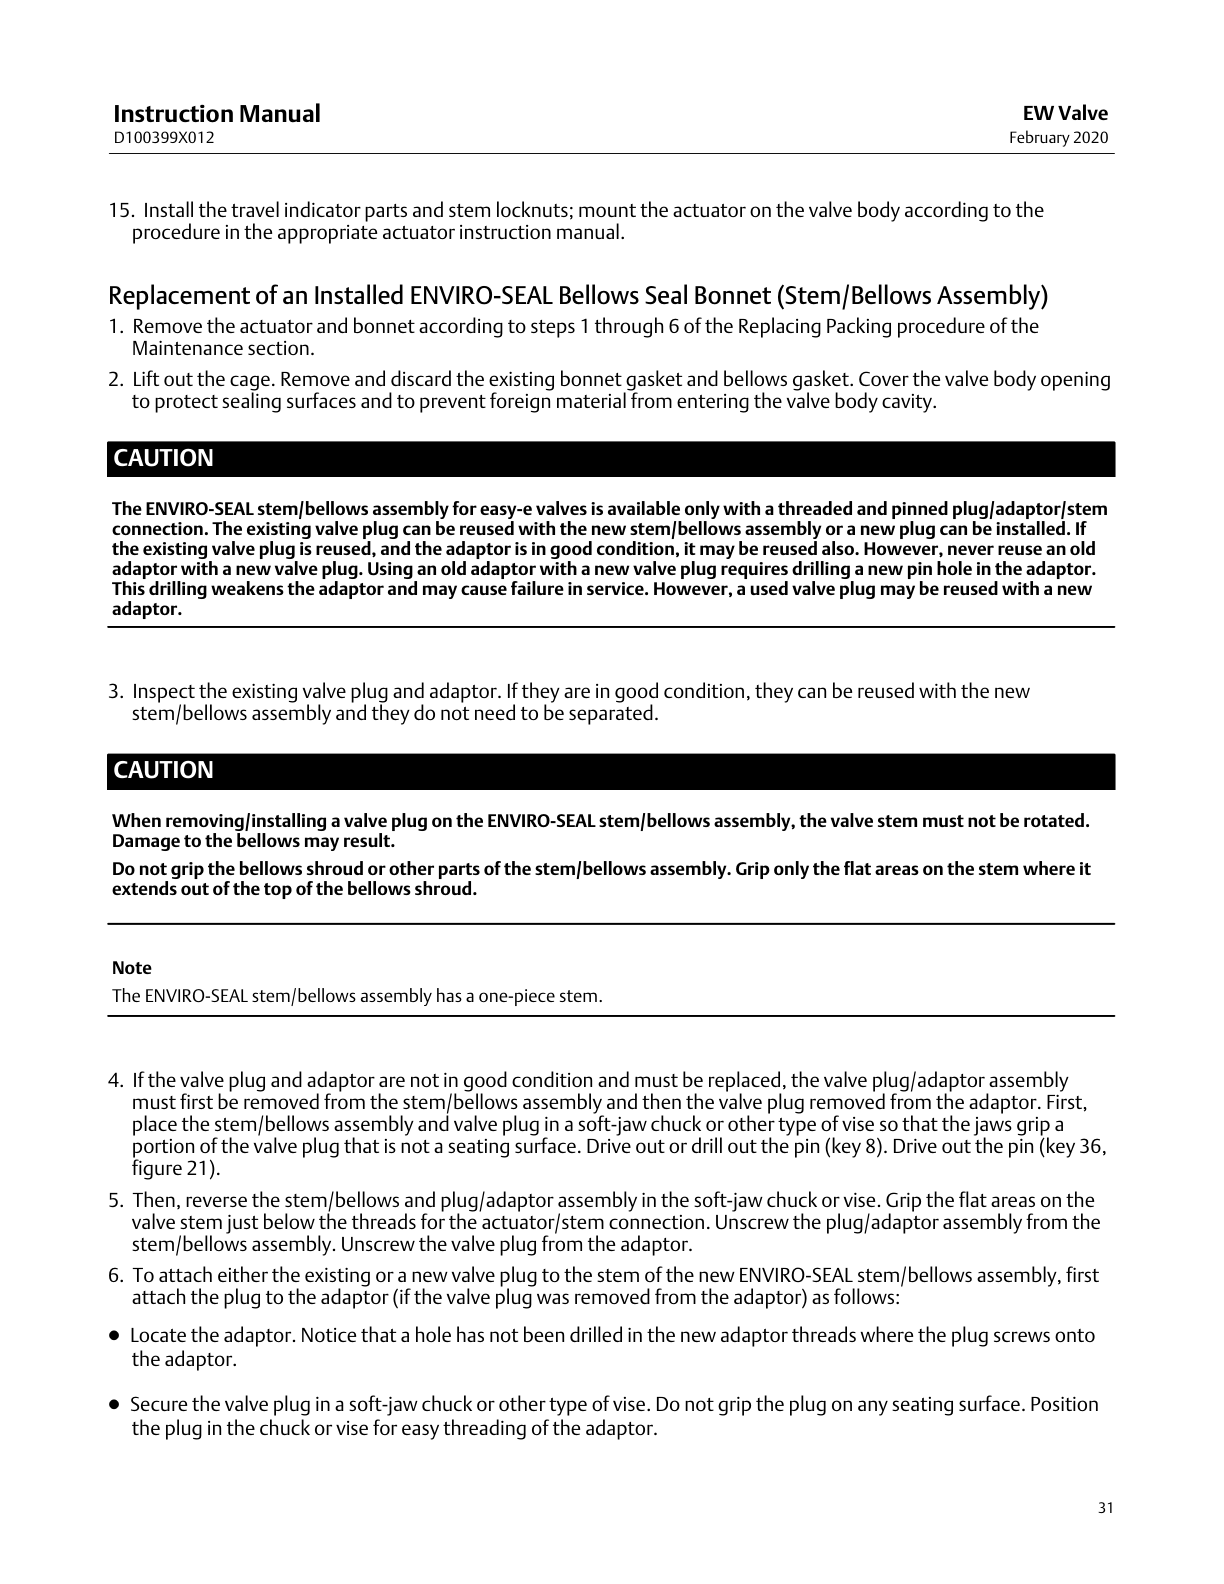 Instruction Manual
D100399X012
EW Valve
February 2020
15. Install the travel indicator parts and stem locknuts; mount the actuator on the valve body according to the
procedure in the appropriate actuator instruction manual.
Replacement of an Installed ENVIRO-SEAL Bellows Seal Bonnet (Stem/Bellows Assembly)
1. Remove the actuator and bonnet according to steps 1 through 6 of the Replacing Packing procedure of the
Maintenance section.
2. Lift out the cage. Remove and discard the existing bonnet gasket and bellows gasket. Cover the valve body opening
to protect sealing surfaces and to prevent foreign material from entering the valve body cavity.
CAUTION
The ENVIRO-SEAL stem/bellows assembly for easy-e valves is available only with a threaded and pinned plug/adaptor/stem
connection. The existing valve plug can be reused with the new stem/bellows assembly or a new plug can be installed. If
the existing valve plug is reused, and the adaptor is in good condition, it may be reused also. However, never reuse an old
adaptor with a new valve plug. Using an old adaptor with a new valve plug requires drilling a new pin hole in the adaptor.
This drilling weakens the adaptor and may cause failure in service. However, a used valve plug may be reused with a new
adaptor.
3. Inspect the existing valve plug and adaptor. If they are in good condition, they can be reused with the new
stem/bellows assembly and they do not need to be separated.
CAUTION
When removing/installing a valve plug on the ENVIRO-SEAL stem/bellows assembly, the valve stem must not be rotated.
Damage to the bellows may result.
Do not grip the bellows shroud or other parts of the stem/bellows assembly. Grip only the flat areas on the stem where it
extends out of the top of the bellows shroud.
Note
The ENVIRO-SEAL stem/bellows assembly has a one-piece stem.
4. If the valve plug and adaptor are not in good condition and must be replaced, the valve plug/adaptor assembly
must first be removed from the stem/bellows assembly and then the valve plug removed from the adaptor. First,
place the stem/bellows assembly and valve plug in a soft-jaw chuck or other type of vise so that the jaws grip a
portion of the valve plug that is not a seating surface. Drive out or drill out the pin (key 8). Drive out the pin (key 36,
figure 21).
5. Then, reverse the stem/bellows and plug/adaptor assembly in the soft-jaw chuck or vise. Grip the flat areas on the
valve stem just below the threads for the actuator/stem connection. Unscrew the plug/adaptor assembly from the
stem/bellows assembly. Unscrew the valve plug from the adaptor.
6. To attach either the existing or a new valve plug to the stem of the new ENVIRO-SEAL stem/bellows assembly, first
attach the plug to the adaptor (if the valve plug was removed from the adaptor) as follows:
● Locate the adaptor. Notice that a hole has not been drilled in the new adaptor threads where the plug screws onto
the adaptor.
● Secure the valve plug in a soft-jaw chuck or other type of vise. Do not grip the plug on any seating surface. Position
the plug in the chuck or vise for easy threading of the adaptor.
31